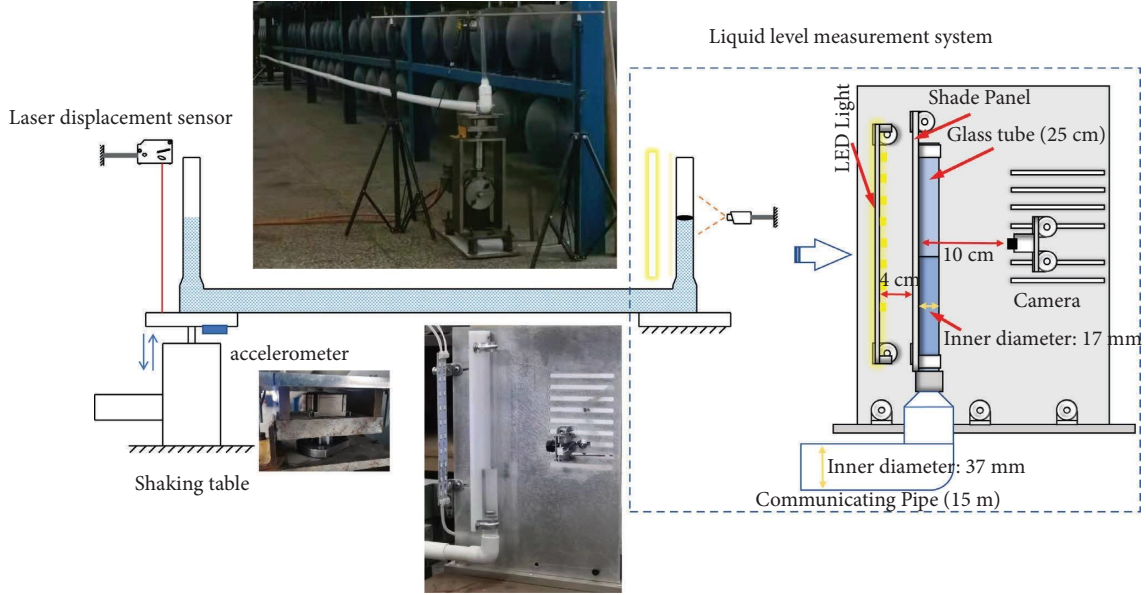 Liquid level measurement system
Laser displacement sensor
LED Light
Shade Panel
Glass tube (25 cm)
10 cm
4 cm
Camera
Inner diameter: 17 mm
accelerometer
Inner diameter: 37 mm
Shaking table
Communicating Pipe (15 m)